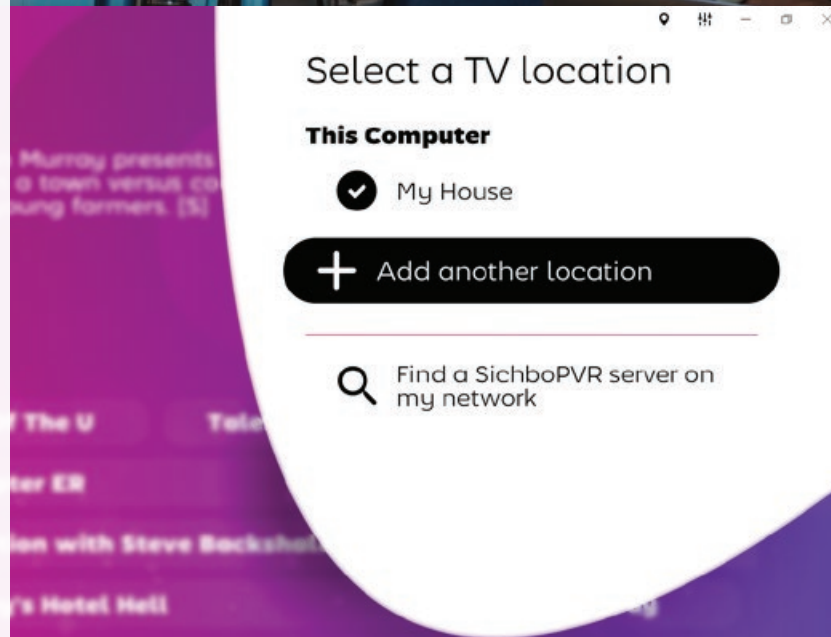 Select a TV location
This Computer
My House
Add another location
Find a SichboPVR server on
my network
Murray presents
a town versus co
ung farmers. [S]
The U
Tale
ter ER
ion with Steve Backshall
's Hotel Hell